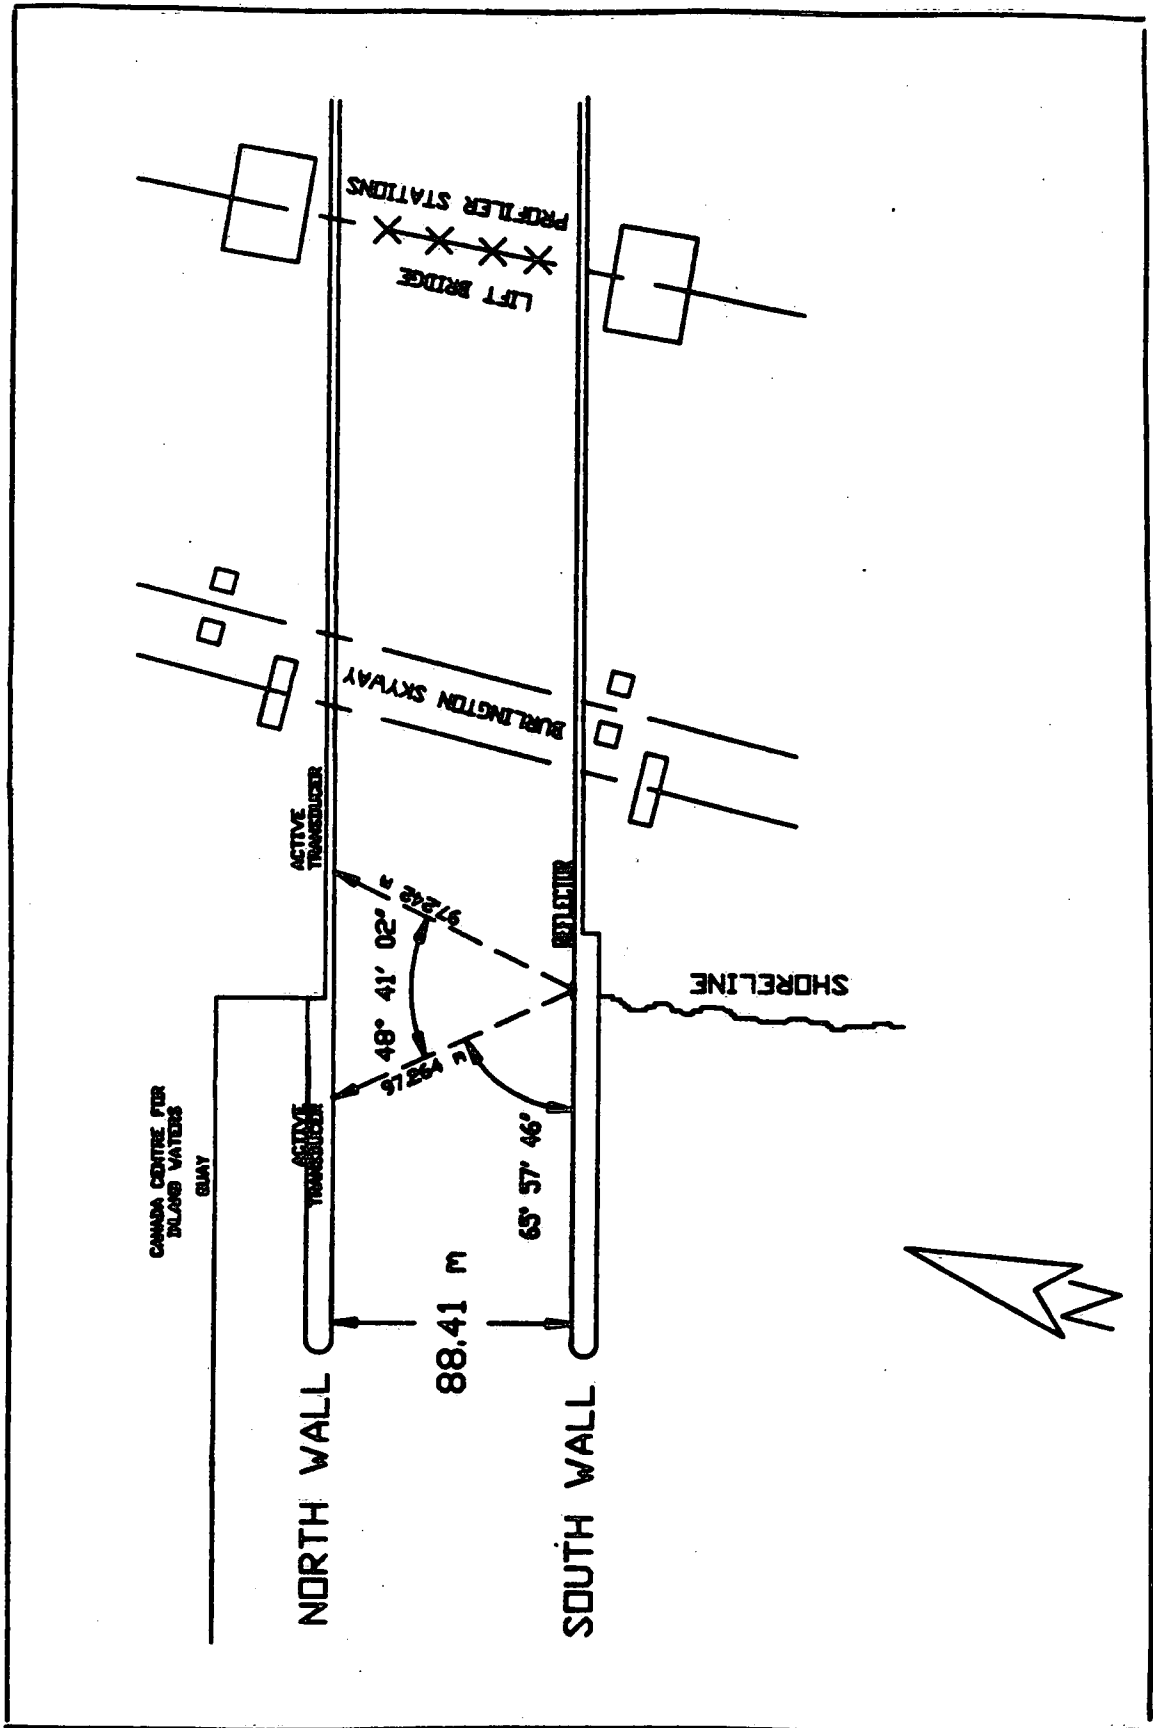 PROFILER STATIONS
LIFT BRIDGE
BURLINGTON SKYWAY
ACTIVE
TRANSDUCER
REFLECTOR
97.242 m
48° 41' 02"
97.264 m
SHORELINE
ACTIVE
TRANSDUCER
65° 57' 46"
CANADA CENTRE FOR
INLAND WATERS
QUAY
88.41 m
NORTH WALL
SOUTH WALL